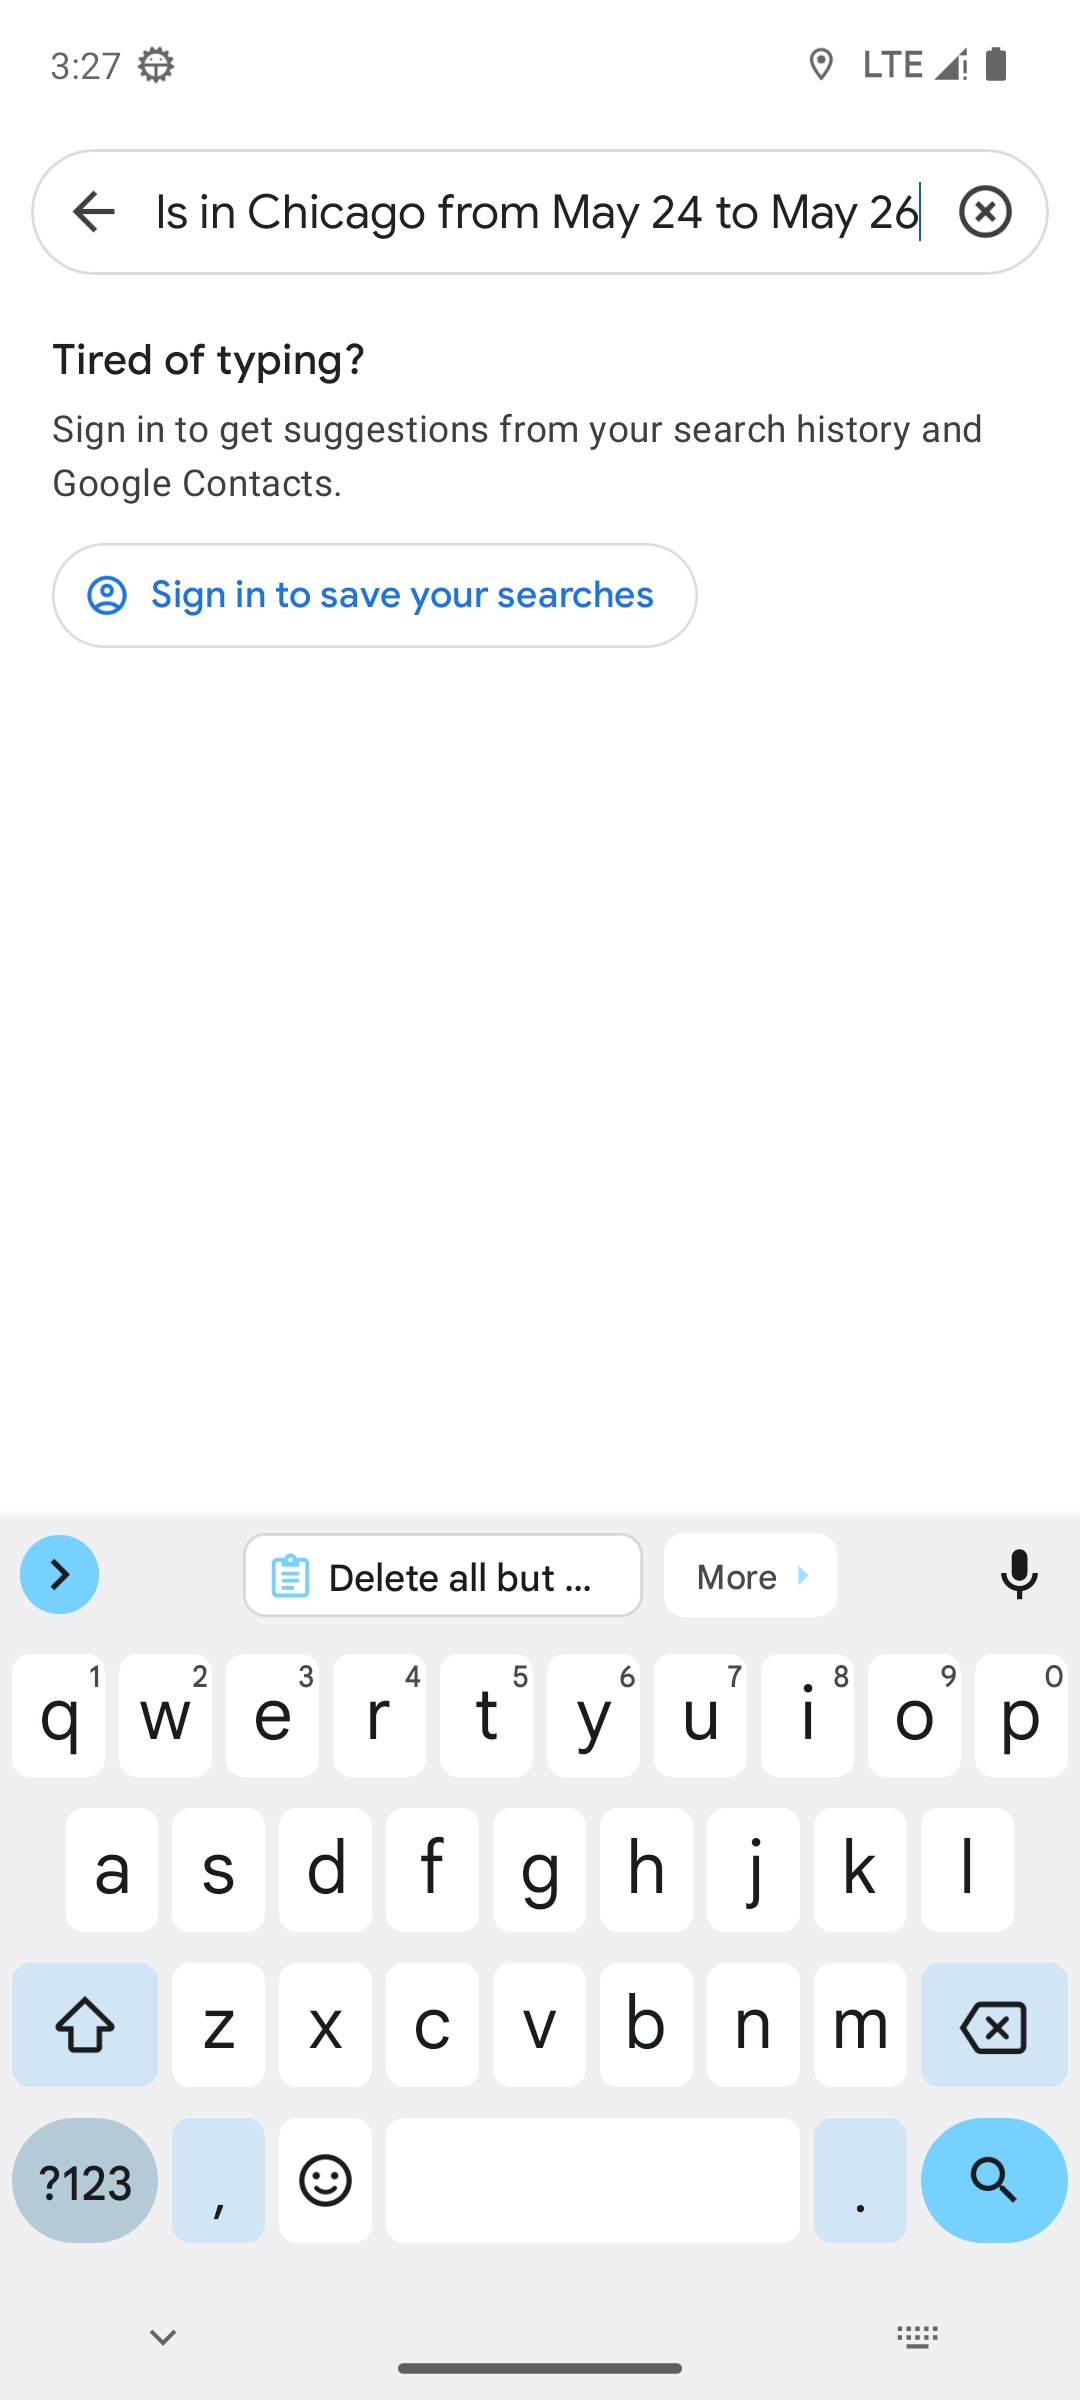 3:27 LTE
ls in Chicago from May 24 to May 26
Tired of typing?
Sign in to get suggestions from your search history and
Google Contacts.
Sign in to save your searches
Delete all but ... More
q 1 w 2 e 3 r 4 t 5 y 6 u 7 i 8 o 9 p 0
a s d f g h j k l
z x c v b n m
?123 , .